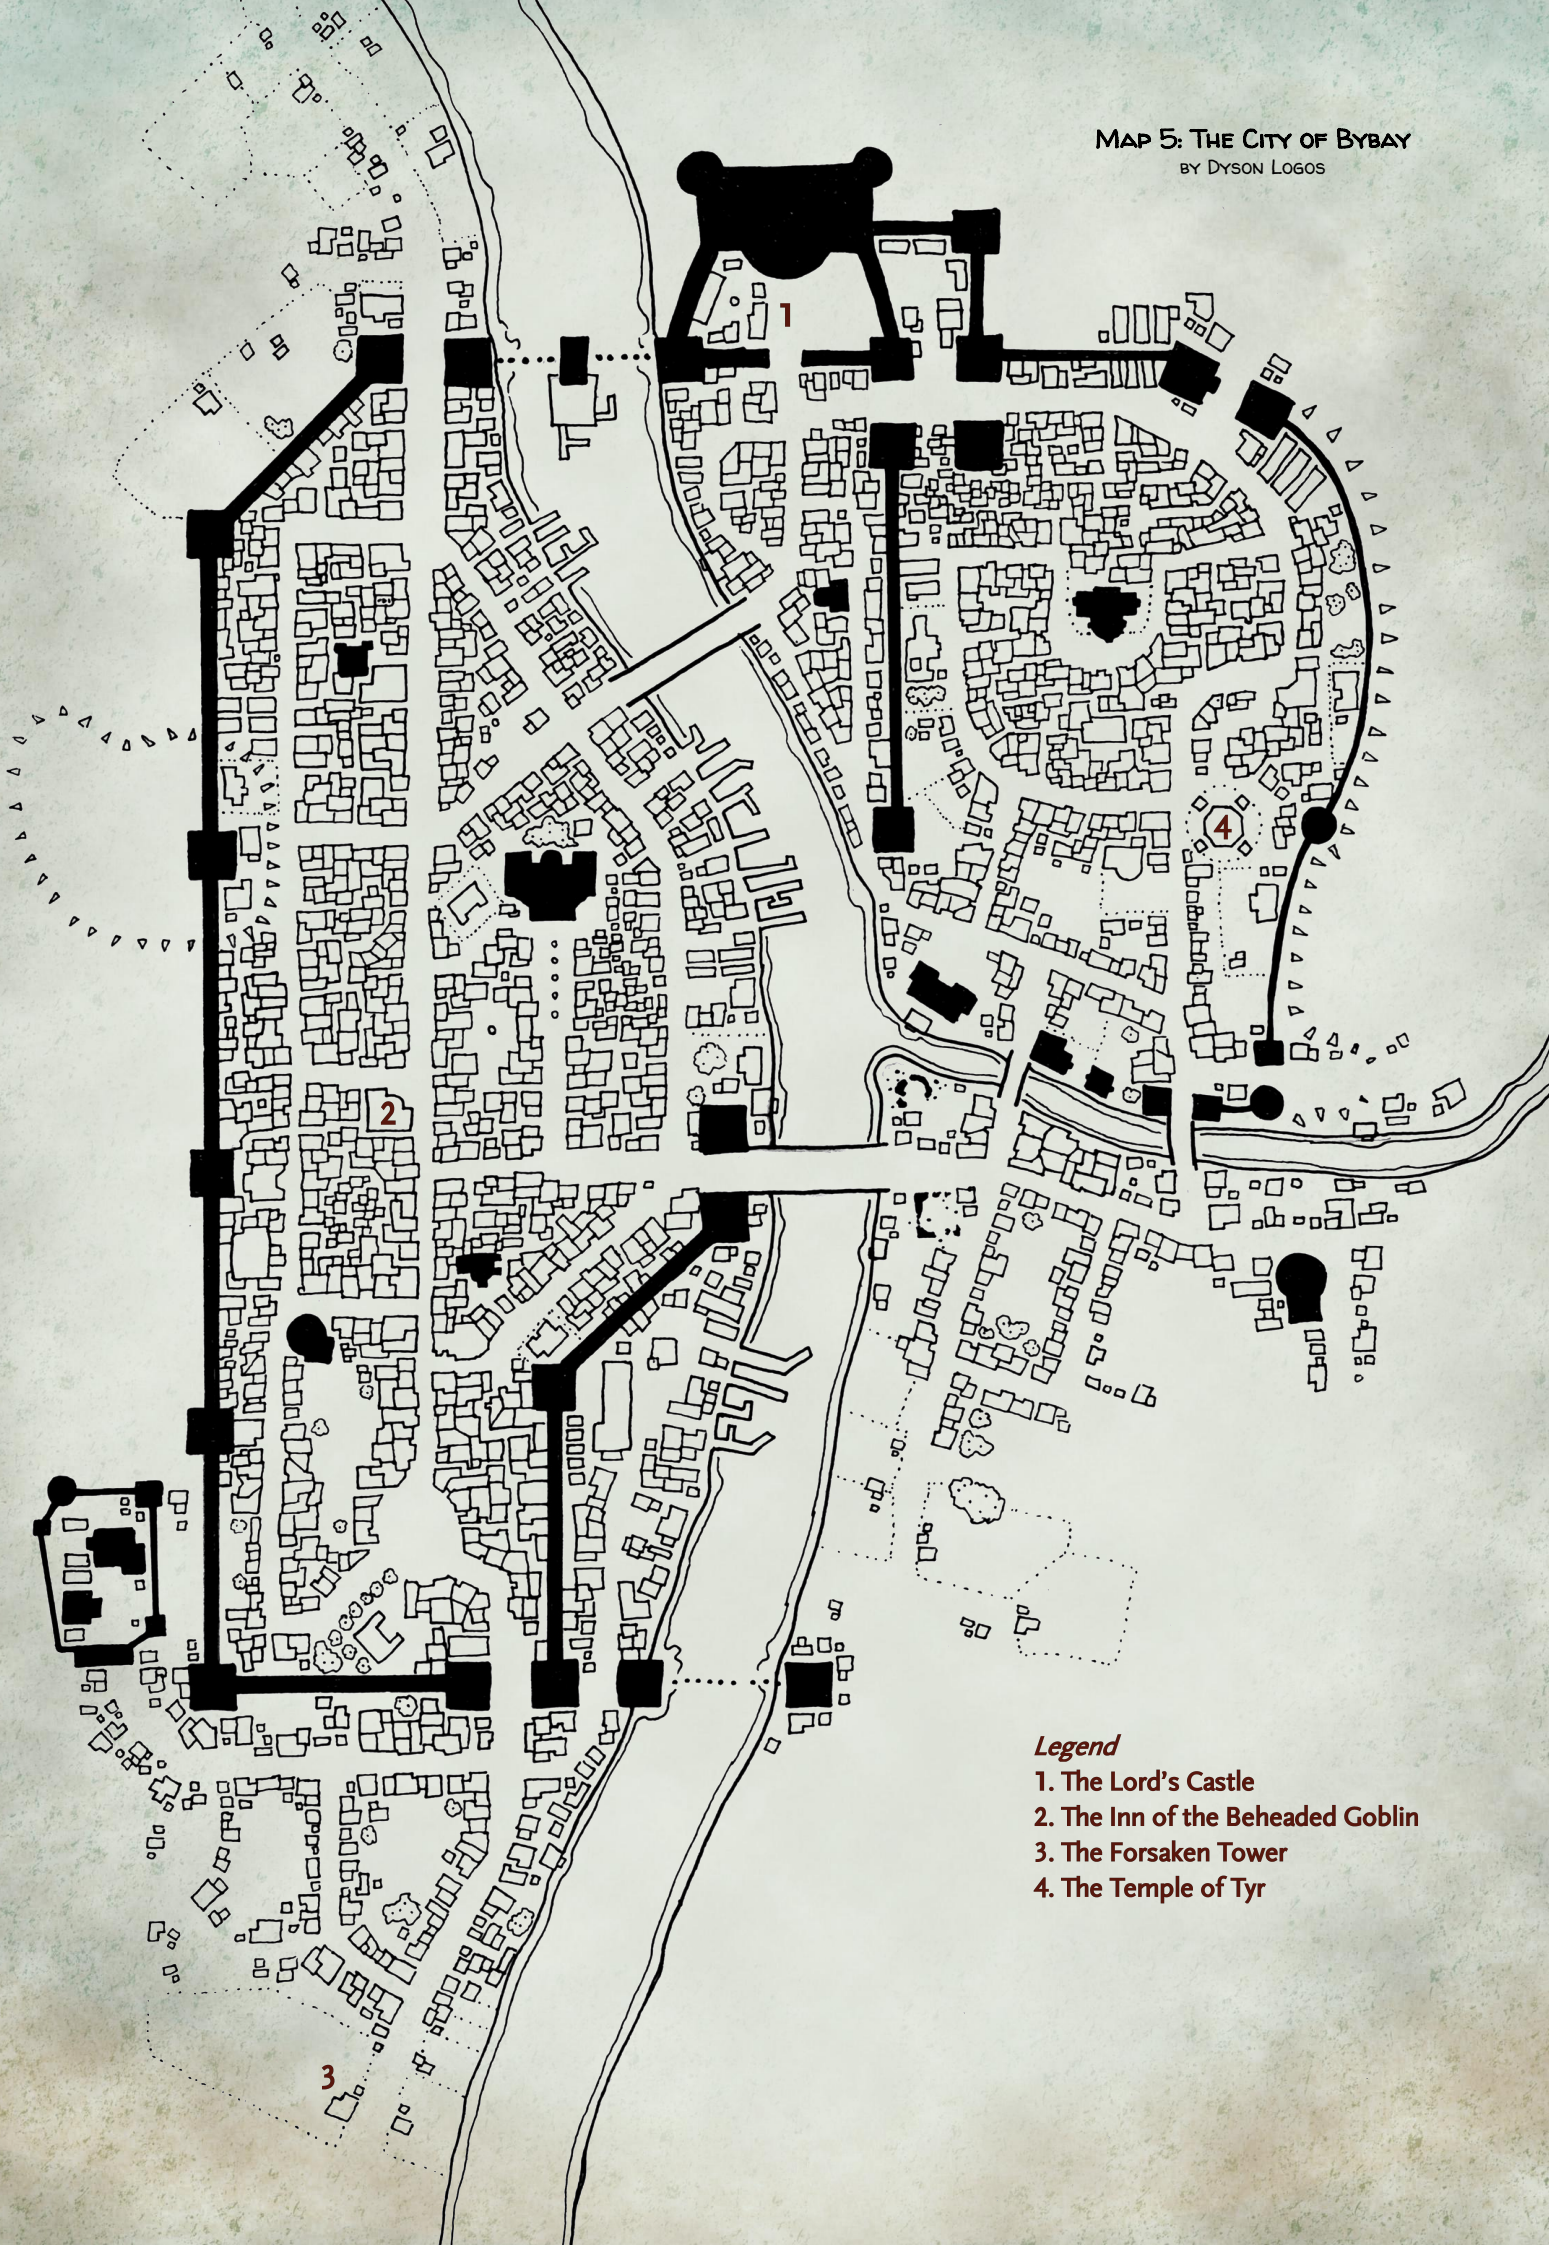 Map 5: The City of Bybay
by Dyson Logos
1
4
2
3
Legend
1. The Lord's Castle
2. The Inn of the Beheaded Goblin
3. The Forsaken Tower
4. The Temple of Tyr